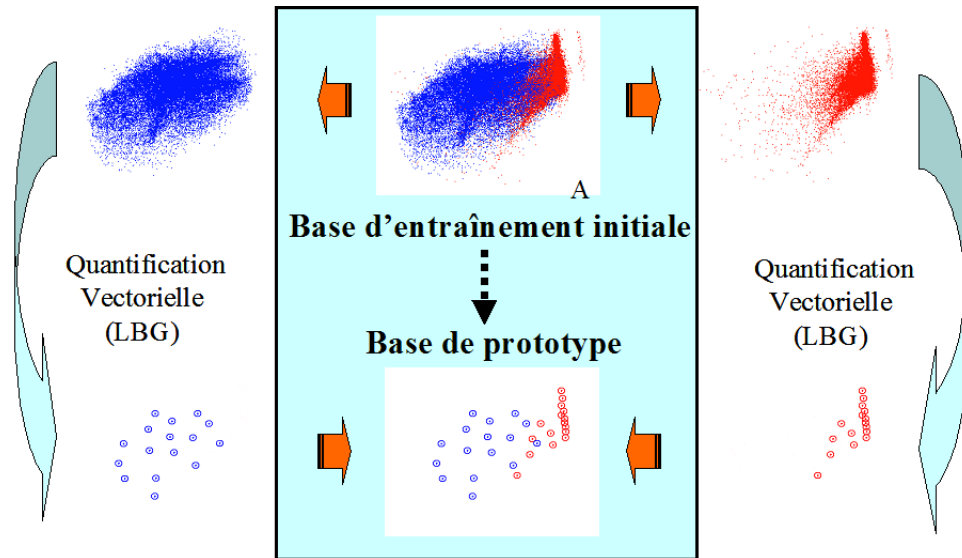 A
Base d'entraînement initiale
Quantification
Vectorielle
(LBG)
Quantification
Vectorielle
(LBG)
Base de prototype